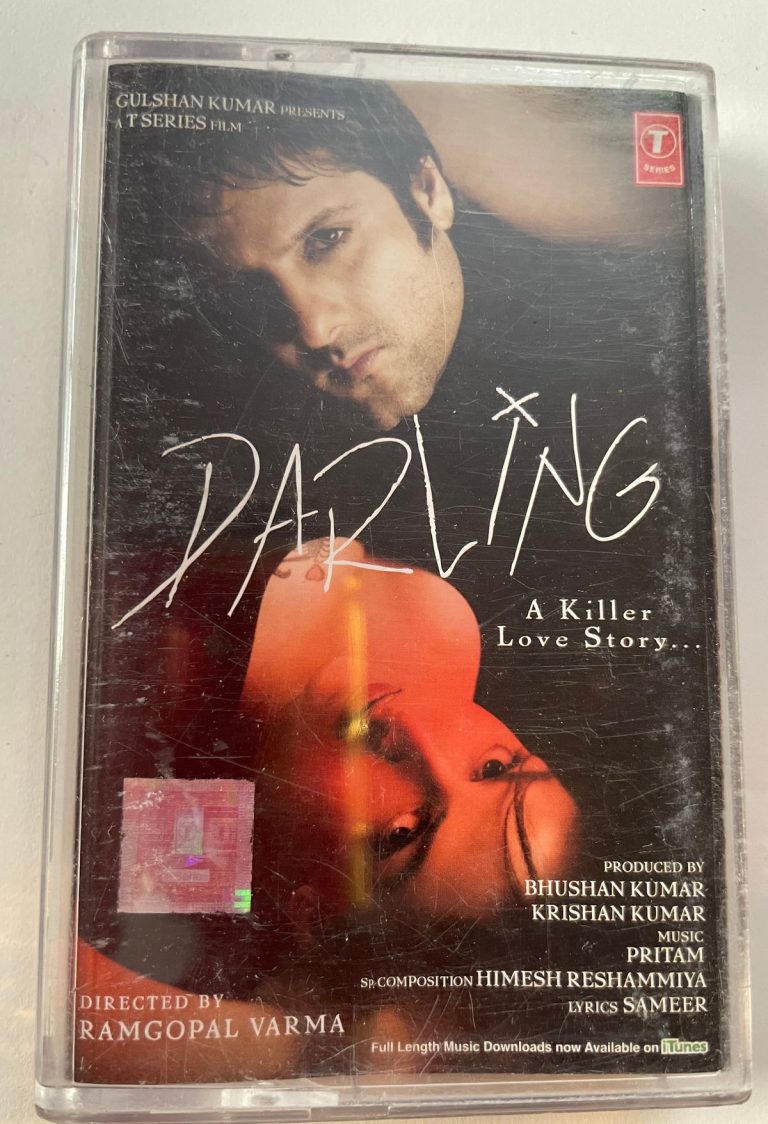 GULSHAN KUMAR PRESENTS
A T SERIES FILM
T
SERIES
DARLING
A Killer
Love Story...
PRODUCED BY
BHUSHAN KUMAR
KRISHAN KUMAR
MUSIC
PRITAM
Sp. COMPOSITION HIMESH RESHAMMIYA
LYRICS SAMEER
DIRECTED BY
RAMGOPAL VARMA
Full Length Music Downloads now Available on iTunes